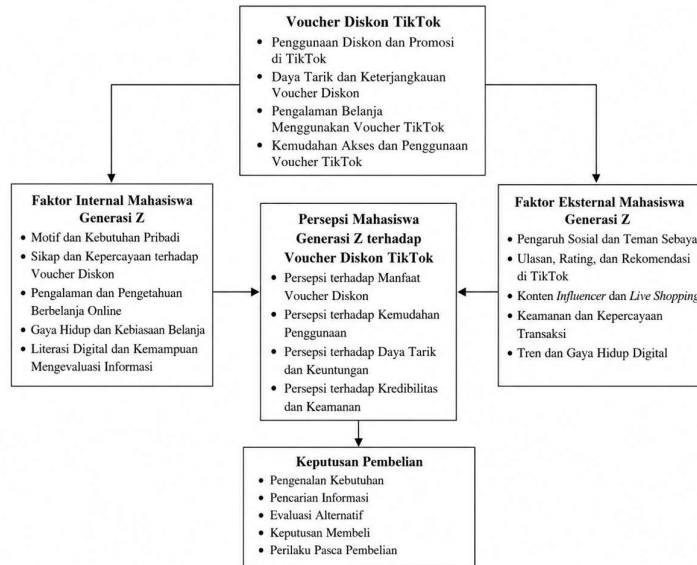 Voucher Diskon TikTok
• Penggunaan Diskon dan Promosi
di TikTok
• Daya Tarik dan Keterjangkauan
Voucher Diskon
• Pengalaman Belanja
Menggunakan Voucher TikTok
• Kemudahan Akses dan Penggunaan
Voucher TikTok
Faktor Internal Mahasiswa
Generasi Z
• Motif dan Kebutuhan Pribadi
• Sikap dan Kepercayaan terhadap
Voucher Diskon
• Pengalaman dan Pengetahuan
Berbelanja Online
• Gaya Hidup dan Kebiasaan Belanja
• Literasi Digital dan Kemampuan
Mengevaluasi Informasi
Persepsi Mahasiswa
Generasi Z terhadap
Voucher Diskon TikTok
• Persepsi terhadap Manfaat
Voucher Diskon
• Persepsi terhadap Kemudahan
Penggunaan
• Persepsi terhadap Daya Tarik
dan Keuntungan
• Persepsi terhadap Kredibilitas
dan Keamanan
Faktor Eksternal Mahasiswa
Generasi Z
• Pengaruh Sosial dan Teman Sebaya
• Ulasan, Rating, dan Rekomendasi
di TikTok
• Konten Influencer dan Live Shopping
• Keamanan dan Kepercayaan
Transaksi
• Tren dan Gaya Hidup Digital
Keputusan Pembelian
• Pengenalan Kebutuhan
• Pencarian Informasi
• Evaluasi Alternatif
• Keputusan Membeli
• Perilaku Pasca Pembelian